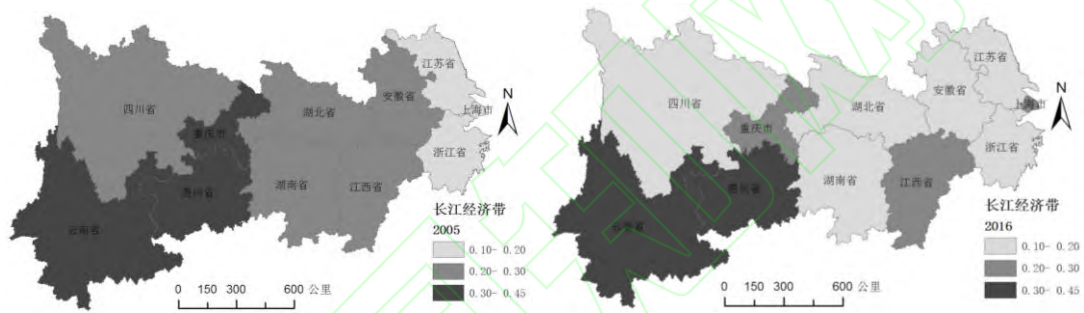 江苏省
四川省
安徽省
湖北省
上海市
重庆市
浙江省
贵州省
湖南省
江西省
云南省
N
长江经济带
2005
0.10- 0.20
0.20- 0.30
0.30- 0.45
0 150 300 600 公里
江苏省
安徽省
四川省
上海市
湖北省
重庆市
浙江省
贵州省
湖南省
江西省
云南省
N
长江经济带
2016
0.10- 0.20
0.20- 0.30
0.30- 0.45
0 150 300 600 公里